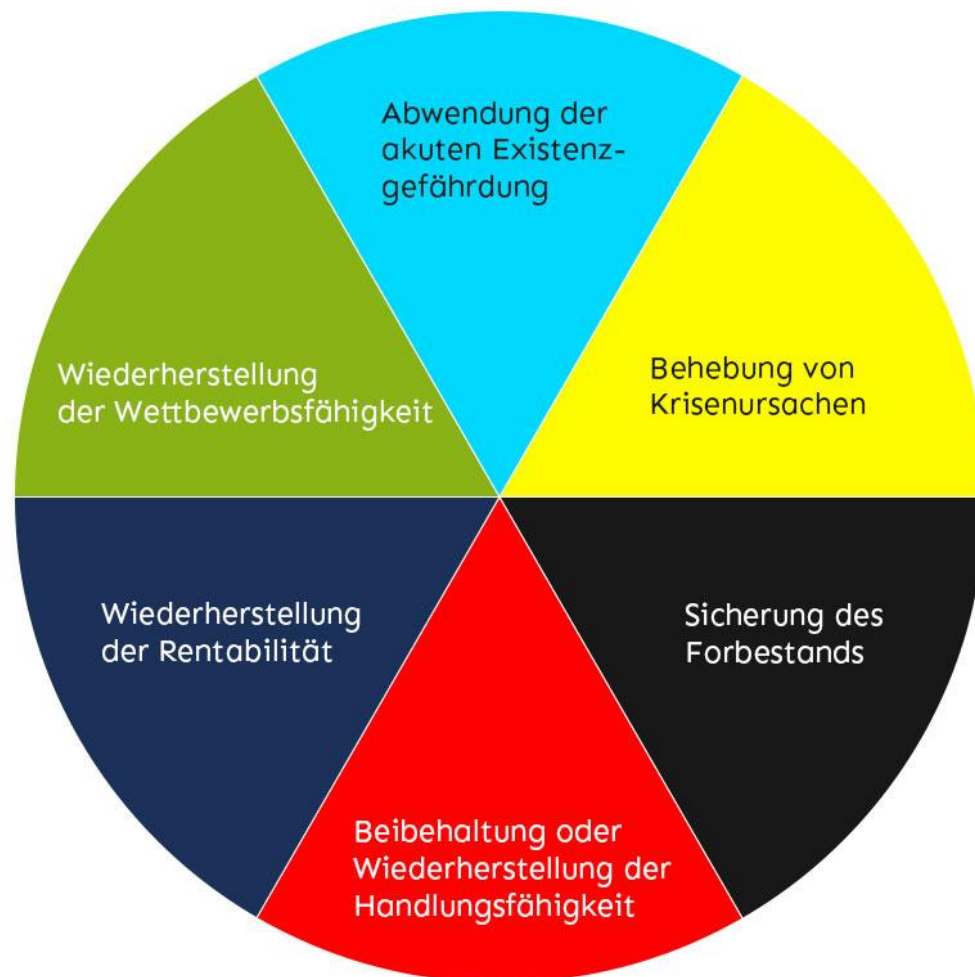 Abwendung der
akuten Existenz-
gefährdung
Behebung von
Krisenursachen
Sicherung des
Forbestands
Beibehaltung oder
Wiederherstellung der
Handlungsfähigkeit
Wiederherstellung
der Rentabilität
Wiederherstellung
der Wettbewerbsfähigkeit